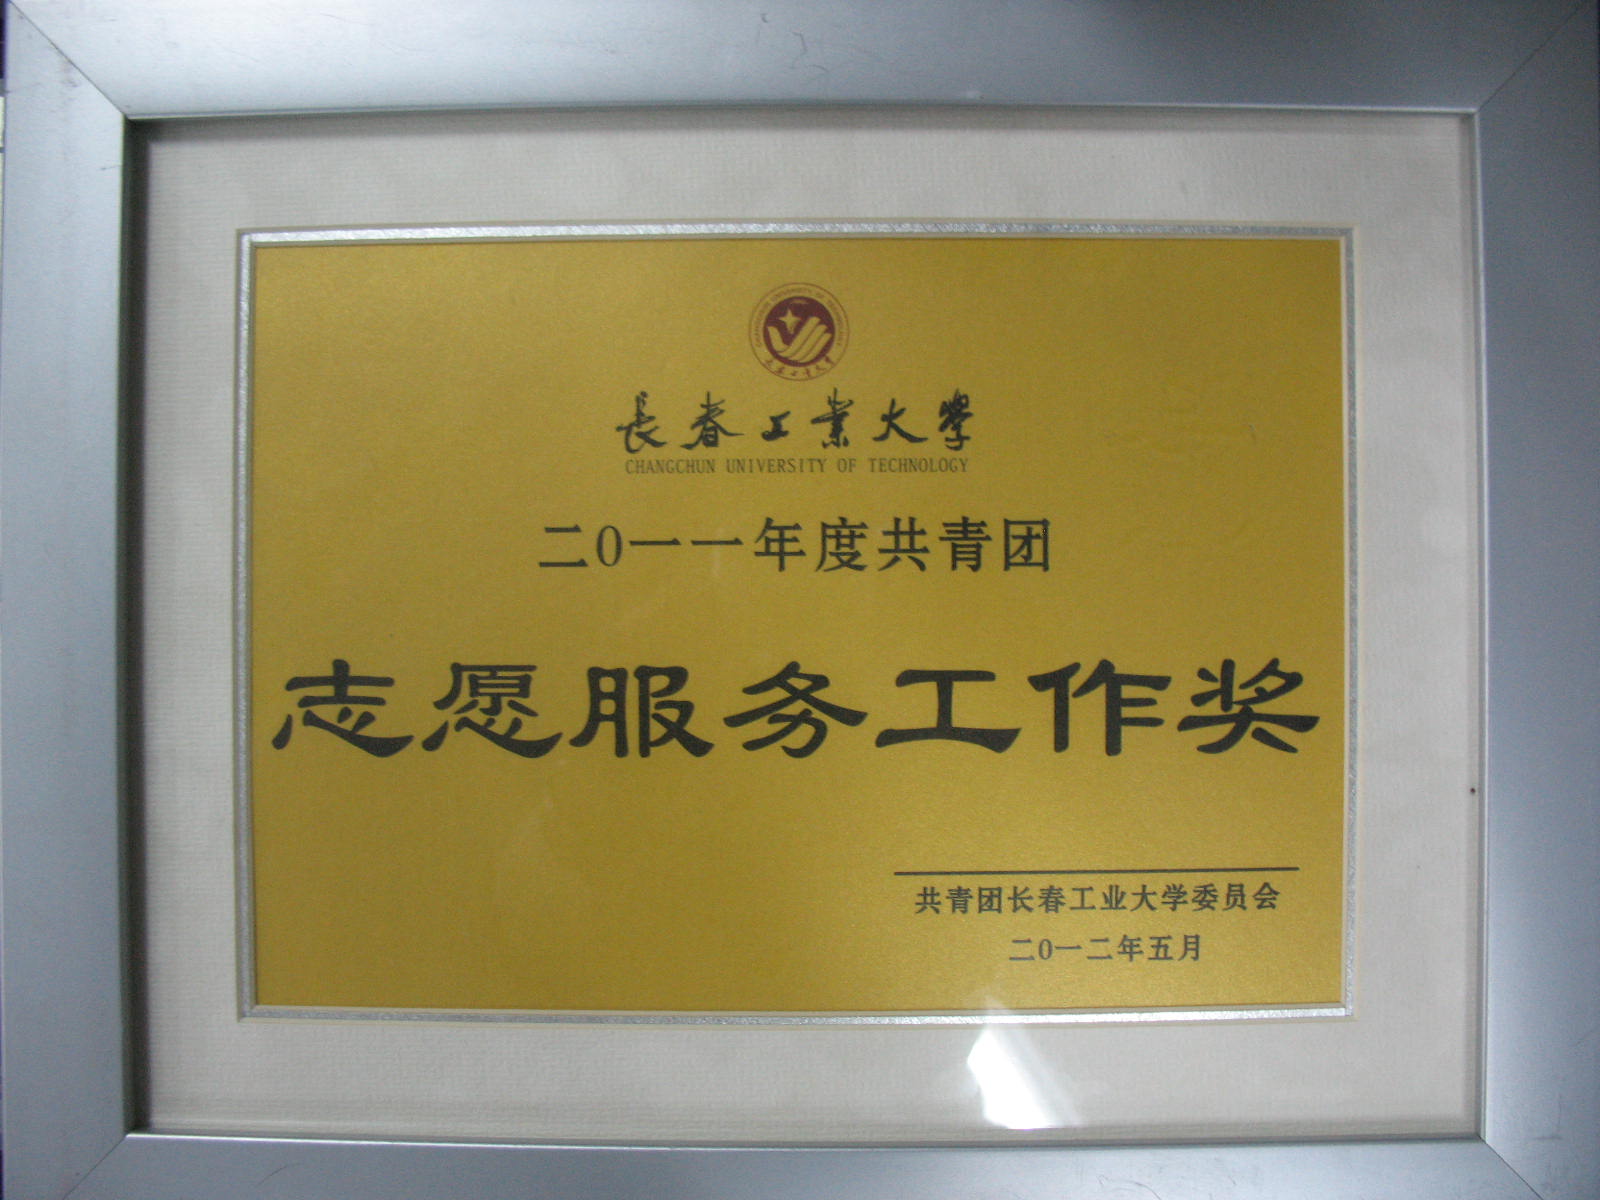 長春工業大學
CHANGCHUN UNIVERSITY OF TECHNOLOGY
二0一一年度共青团
志愿服务工作奖
共青团长春工业大学委员会
二0一二年五月